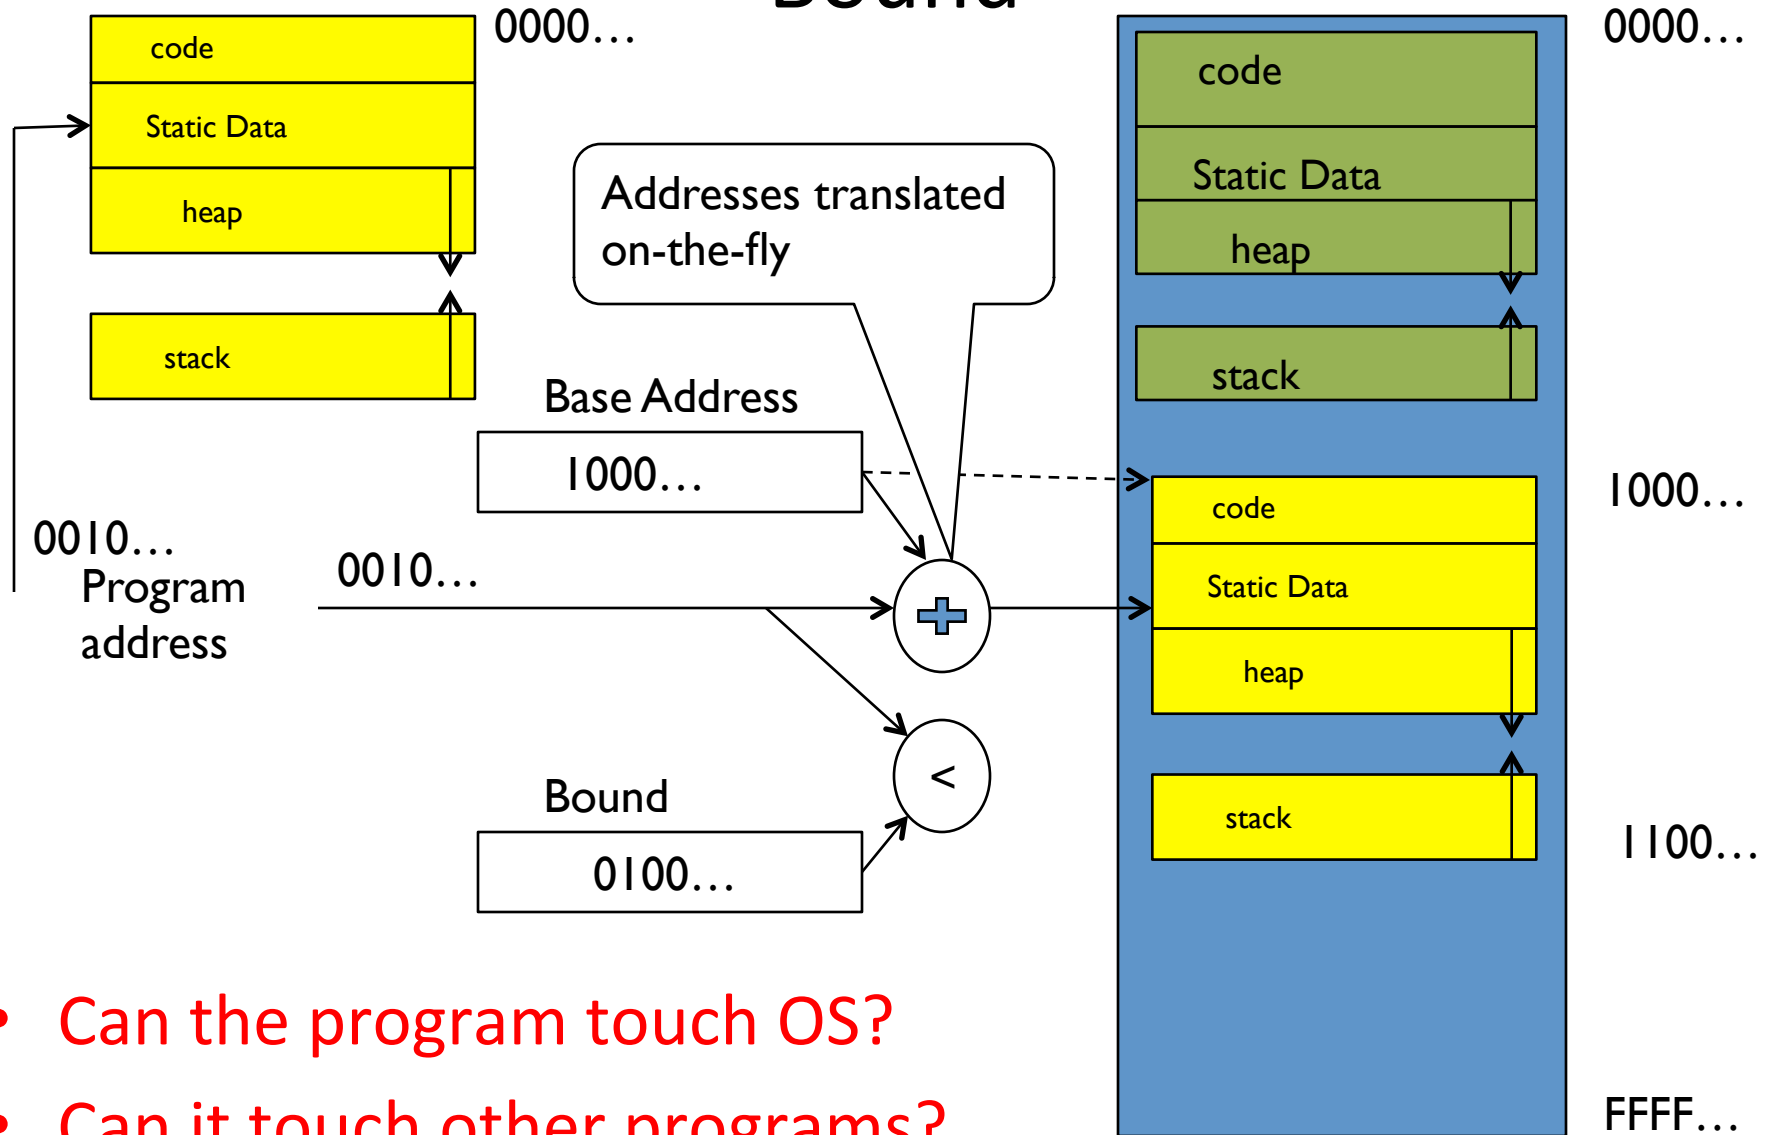 Bound
code
Static Data
heap
stack
0000…
Addresses translated
on-the-fly
Base Address
1000…
0010…
Program
address
0010…
<
Bound
0100…
code
Static Data
heap
stack
code
Static Data
heap
stack
0000…
1000…
1100…
FFFF…
• Can the program touch OS?
• Can it touch other programs?